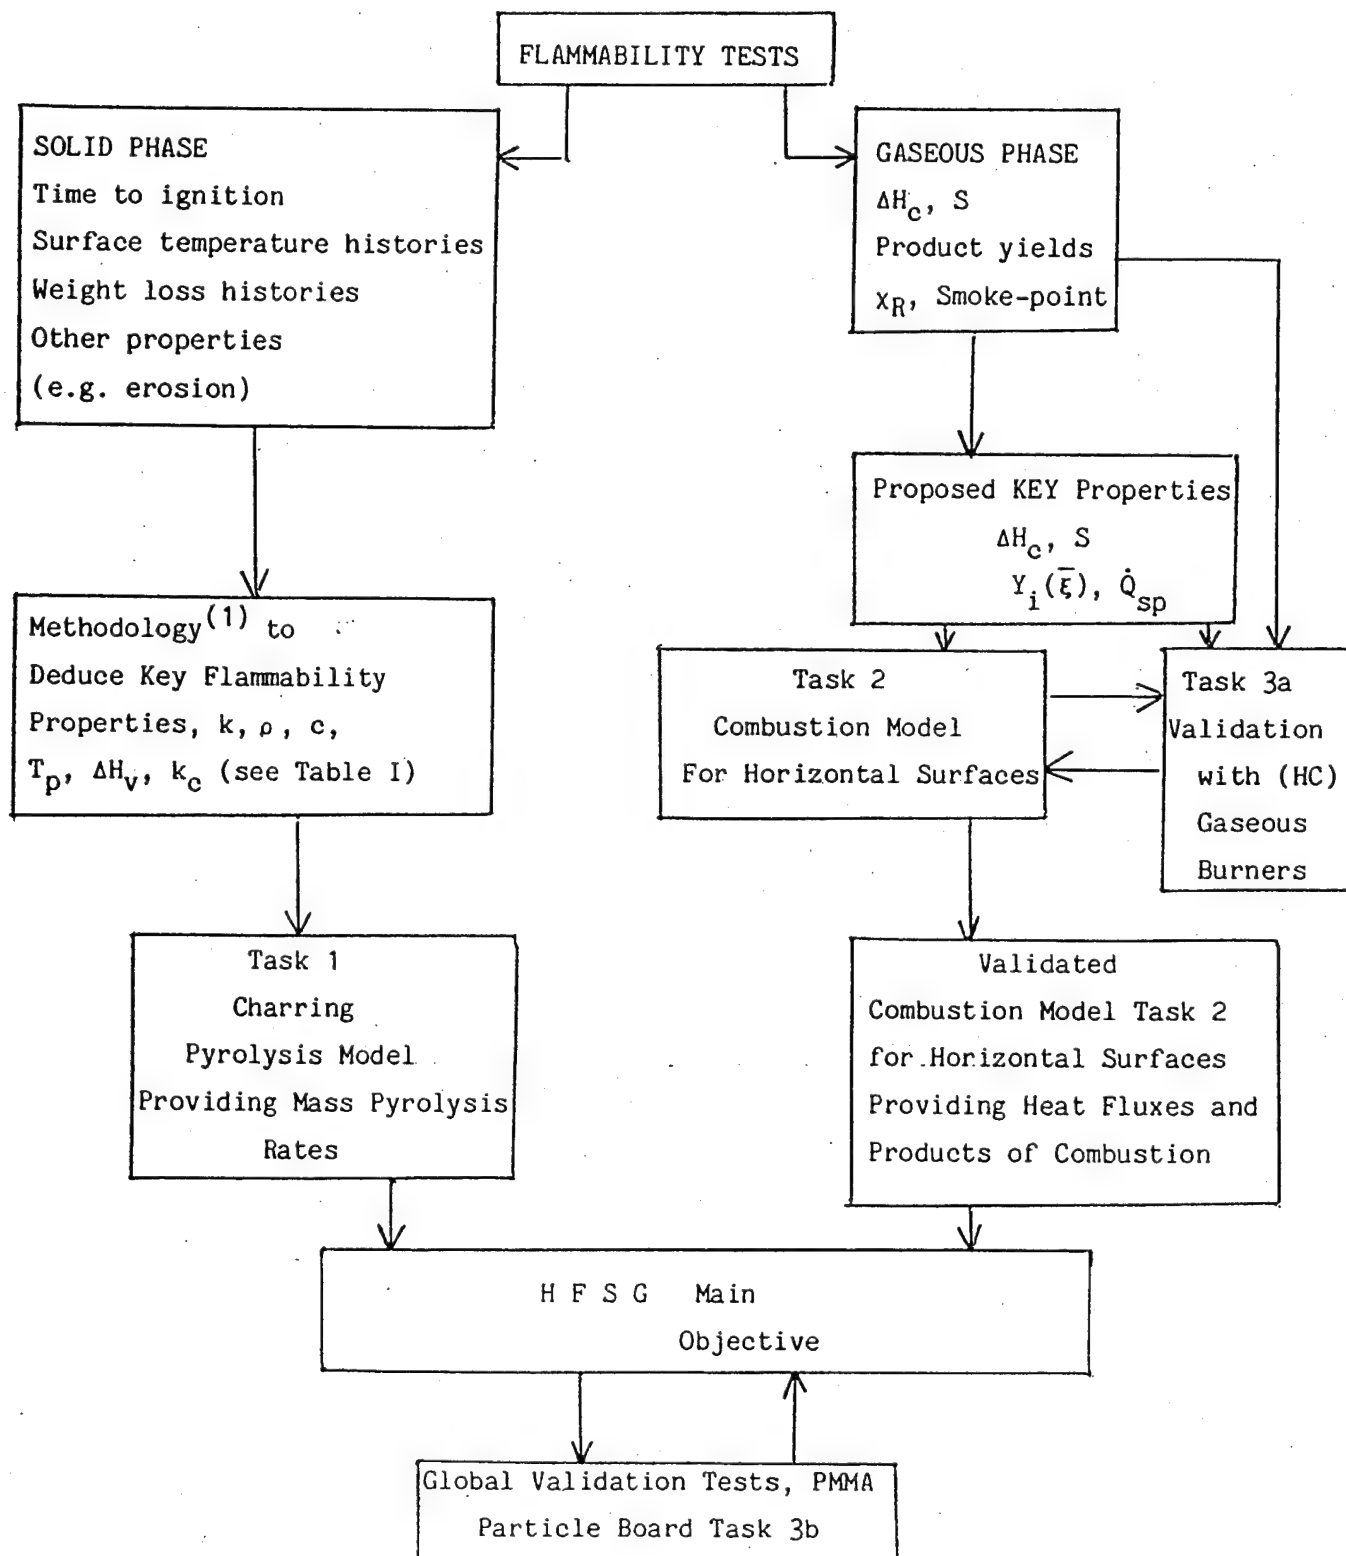 FLAMMABILITY TESTS
SOLID PHASE
Time to ignition
Surface temperature histories
Weight loss histories
Other properties
(e.g. erosion)
GASEOUS PHASE
ΔH_c, S
Product yields
χ_R, Smoke-point
Proposed KEY Properties
ΔH_c, S
Y_i(ξ̅), Q̇_sp
Methodology(1) to
Deduce Key Flammability
Properties, k, ρ, c,
T_p, ΔH_v, k_c (see Table I)
Task 2
Combustion Model
For Horizontal Surfaces
Task 3a
Validation
with (HC)
Gaseous
Burners
Task 1
Charring
Pyrolysis Model
Providing Mass Pyrolysis
Rates
Validated
Combustion Model Task 2
for Horizontal Surfaces
Providing Heat Fluxes and
Products of Combustion
H F S G Main
Objective
Global Validation Tests, PMMA
Particle Board Task 3b